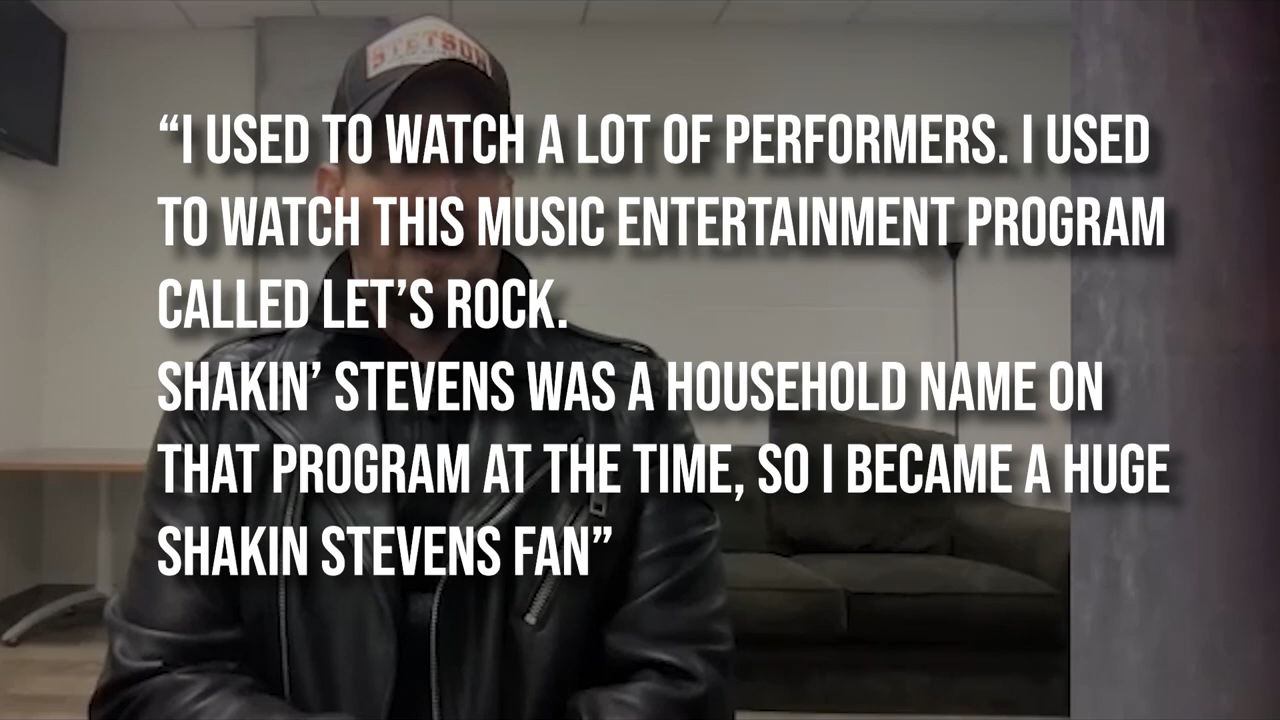 STETSON
“I USED TO WATCH A LOT OF PERFORMERS. I USED
TO WATCH THIS MUSIC ENTERTAINMENT PROGRAM
CALLED LET’S ROCK.
SHAKIN’ STEVENS WAS A HOUSEHOLD NAME ON
THAT PROGRAM AT THE TIME, SO I BECAME A HUGE
SHAKIN STEVENS FAN”